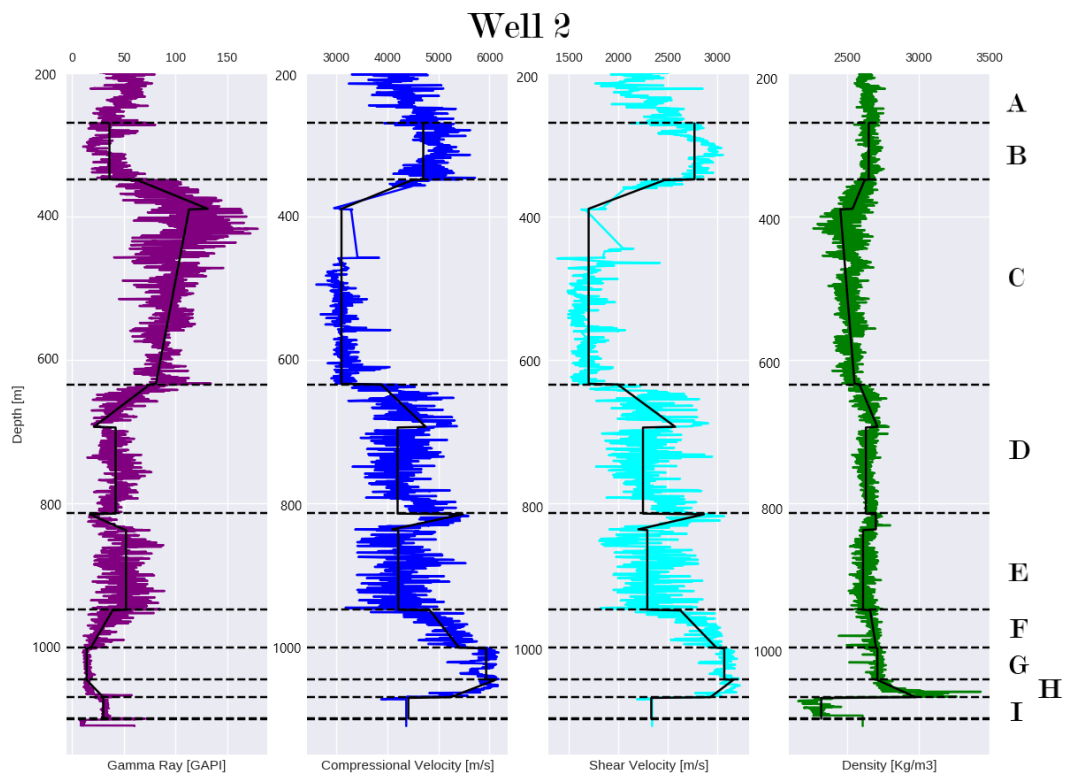 Well 2
0 50 100 150
3000 4000 5000 6000
1500 2000 2500 3000
2500 3000 3500
200 200 200 200
A
B
400 400 400 400
C
600 600 600 600
Depth [m]
D
800 800 800 800
E
F
1000 1000 1000 1000
G
H
I
Gamma Ray [GAPI] Compressional Velocity [m/s] Shear Velocity [m/s] Density [Kg/m3]